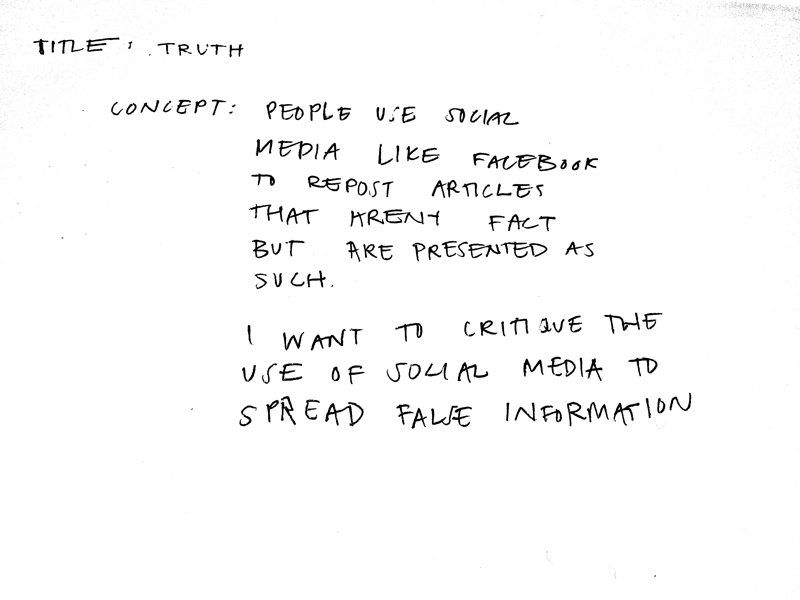 TITLE: TRUTH
CONCEPT: PEOPLE USE SOCIAL
MEDIA LIKE FACEBOOK
TO REPOST ARTICLES
THAT ARENT FACT
BUT ARE PRESENTED AS
SUCH.
I WANT TO CRITIQUE THE
USE OF SOCIAL MEDIA TO
SPREAD FALSE INFORMATION